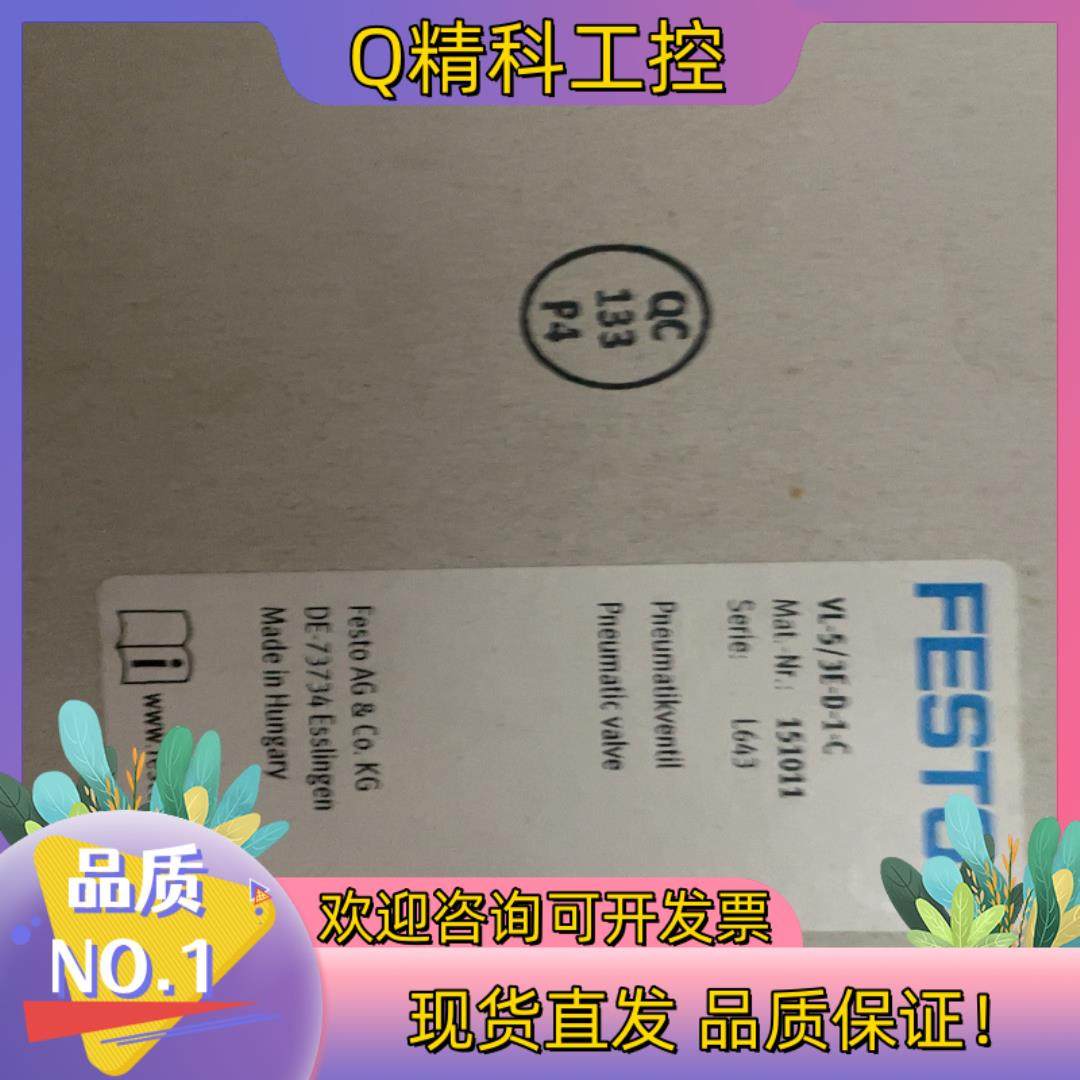 Q精科工控
QC
133
P4
FESTO
VL-5/3E-D-1-C
Mat.-Nr.: 151011
Serie: L643
Pneumatikventil
Pneumatic valve
Festo AG & Co. KG
DE-73734 Esslingen
Made in Hungary
i
品质
NO.1
欢迎咨询可开发票
现货直发 品质保证!